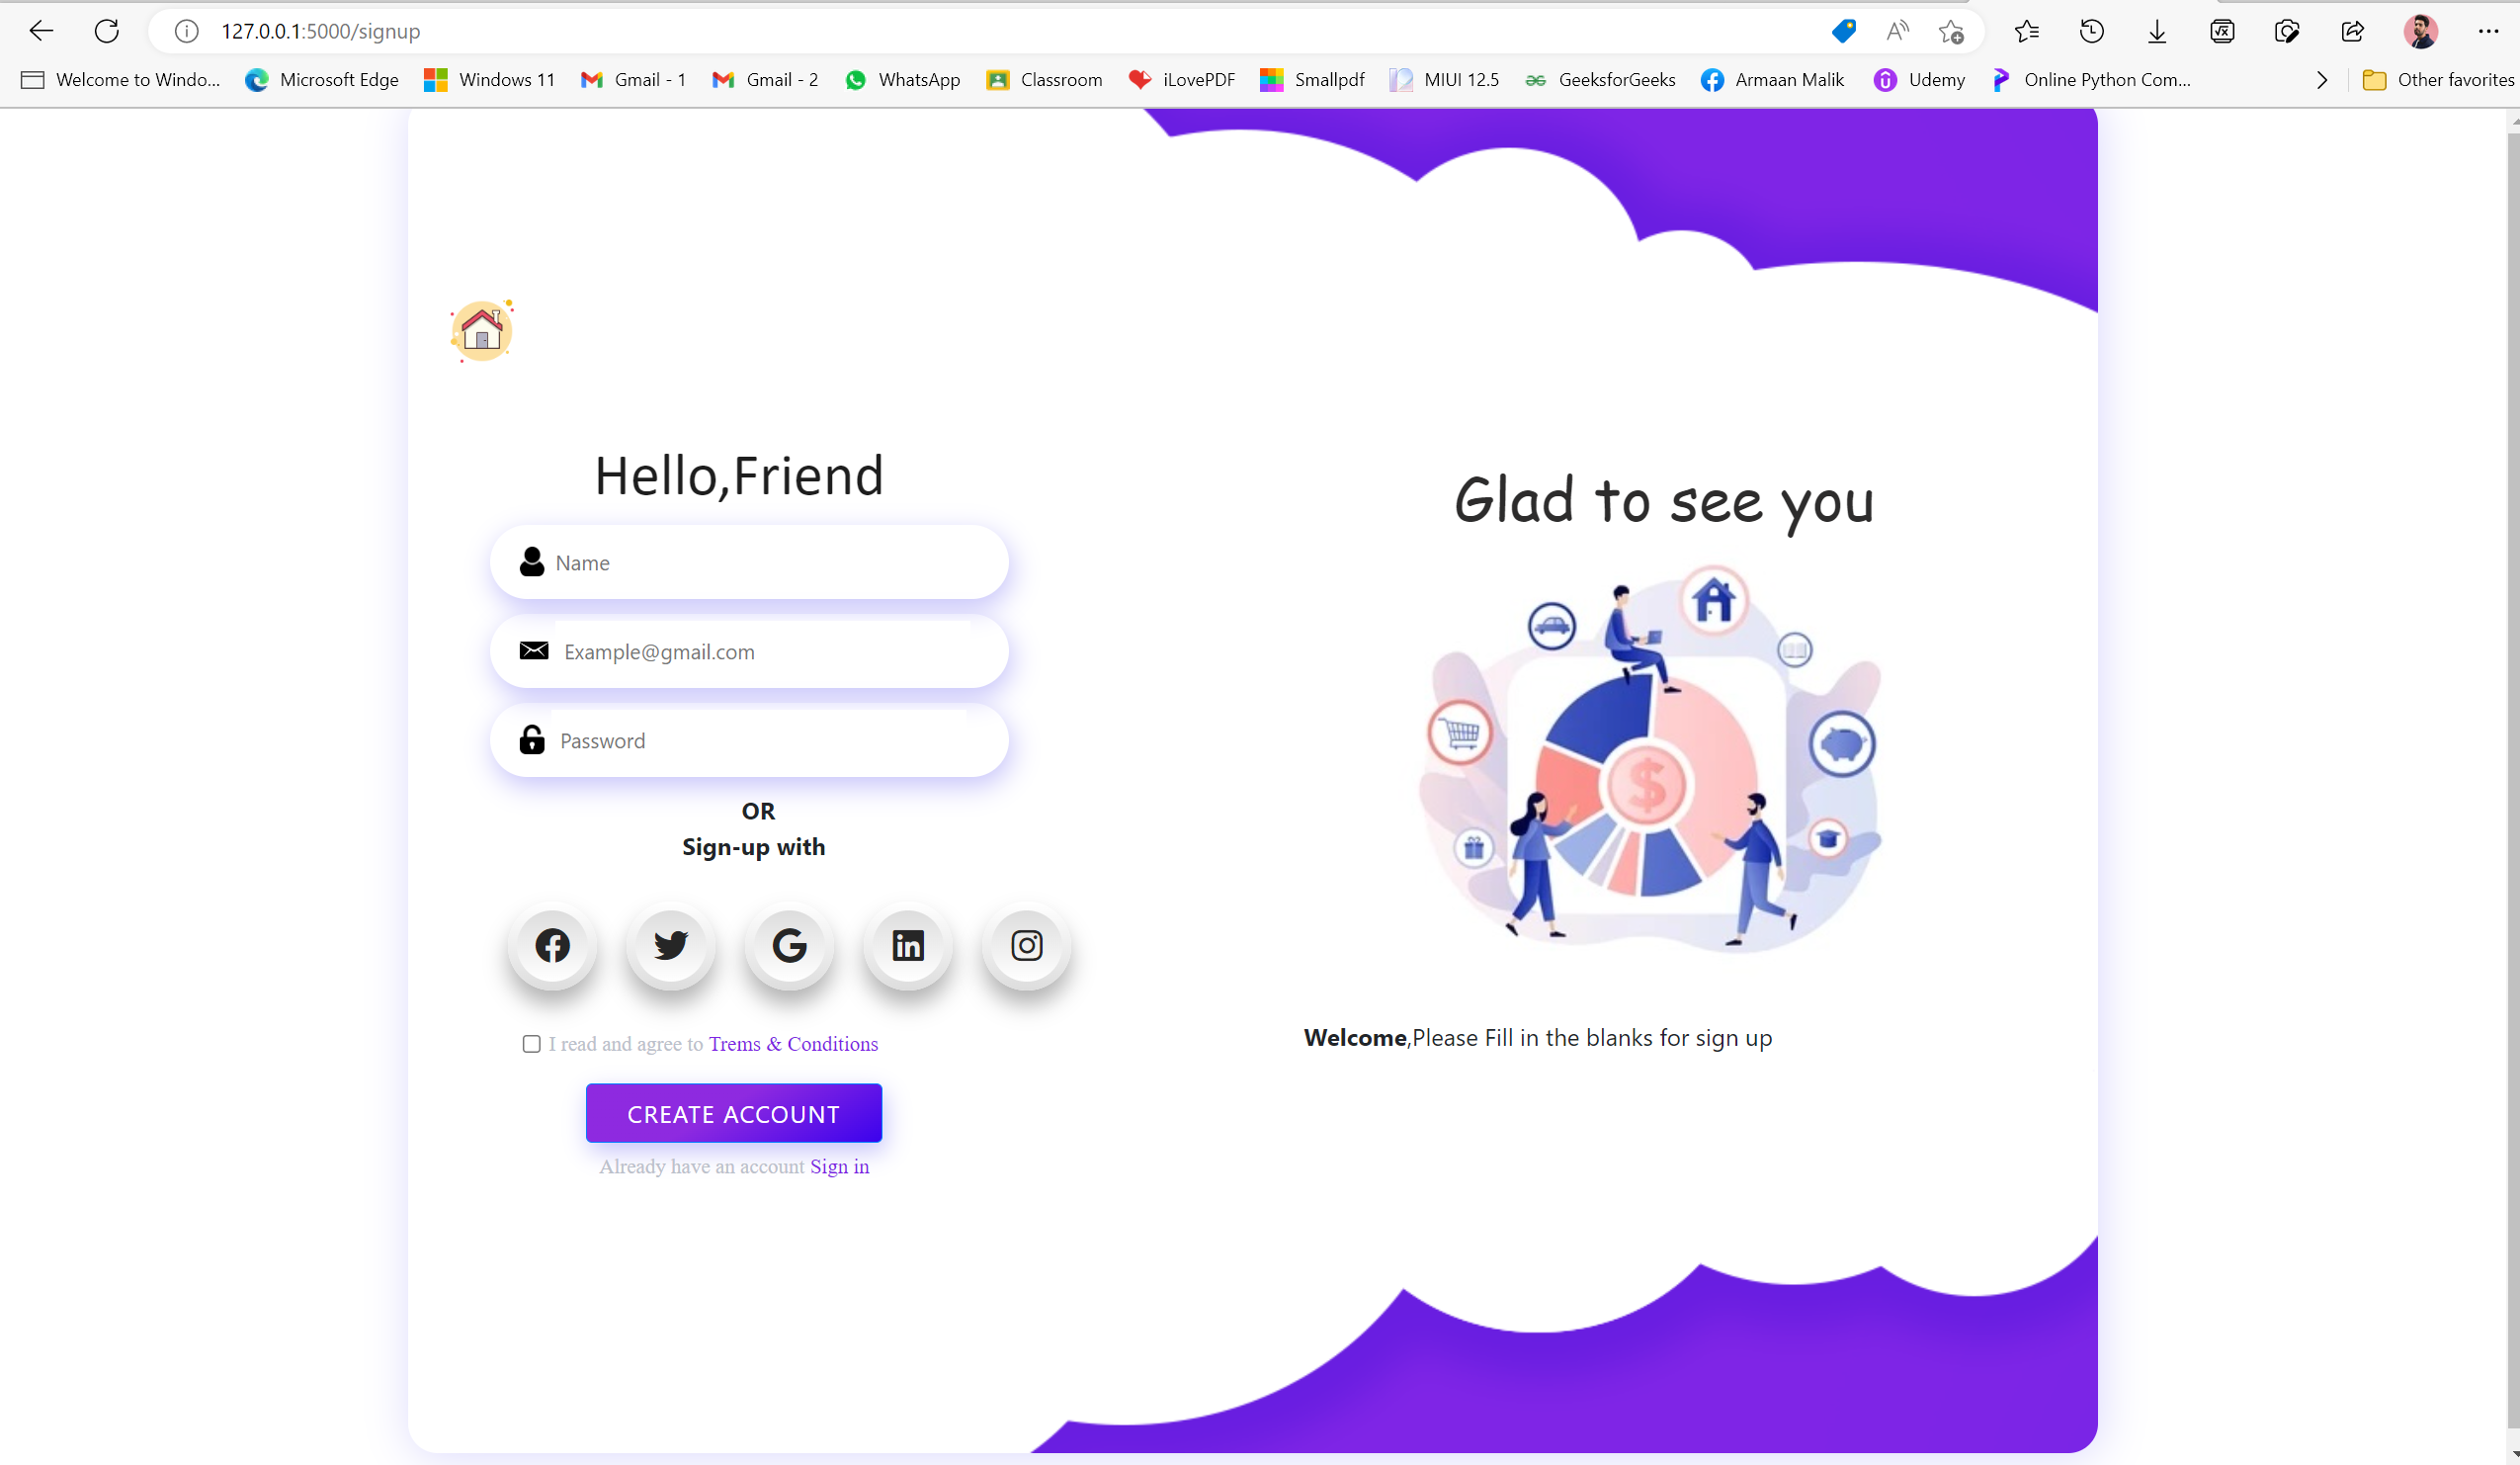 127.0.0.1:5000/signup
Welcome to Windo... Microsoft Edge Windows 11 Gmail - 1 Gmail - 2 WhatsApp Classroom iLovePDF Smallpdf MIUI 12.5 GeeksforGeeks Armaan Malik Udemy Online Python Com... Other favorites
Hello,Friend
Name
Example@gmail.com
Password
OR
Sign-up with
I read and agree to Trems & Conditions
CREATE ACCOUNT
Already have an account Sign in
Glad to see you
$
Welcome,Please Fill in the blanks for sign up